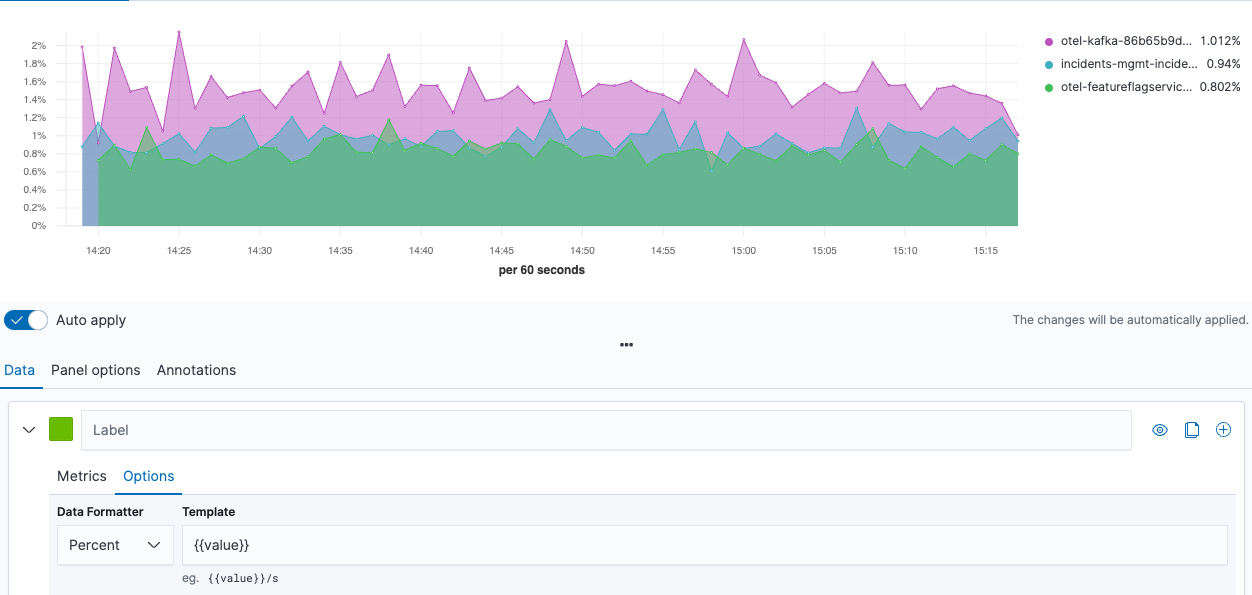 2%
1.8%
1.6%
1.4%
1.2%
1%
0.8%
0.6%
0.4%
0.2%
0%
14:20 14:25 14:30 14:35 14:40 14:45 14:50 14:55 15:00 15:05 15:10 15:15
per 60 seconds
otel-kafka-86b65b9d... 1.012%
incidents-mgmt-incide... 0.94%
otel-featureflagservic... 0.802%
Auto apply
The changes will be automatically applied.
Data Panel options Annotations
Label
Metrics Options
Data Formatter Template
Percent {{value}}
eg. {{value}}/s